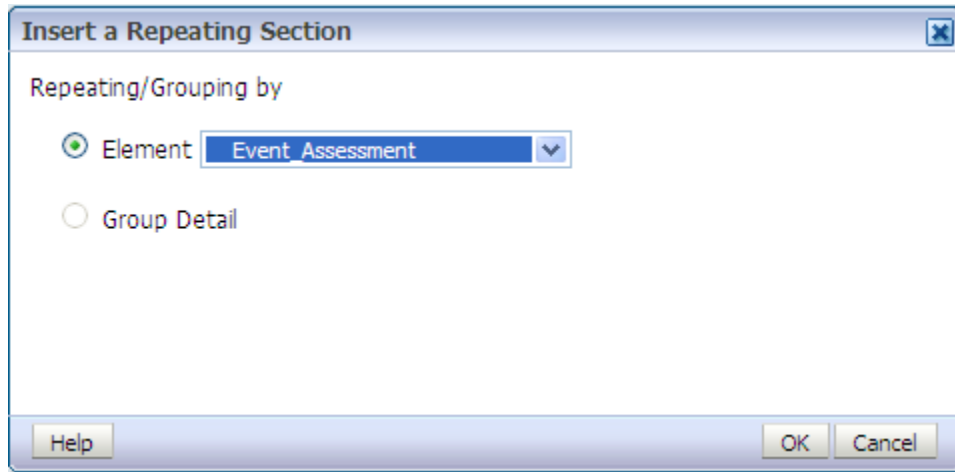 Insert a Repeating Section
Repeating/Grouping by
Element Event_Assessment
Group Detail
Help OK Cancel